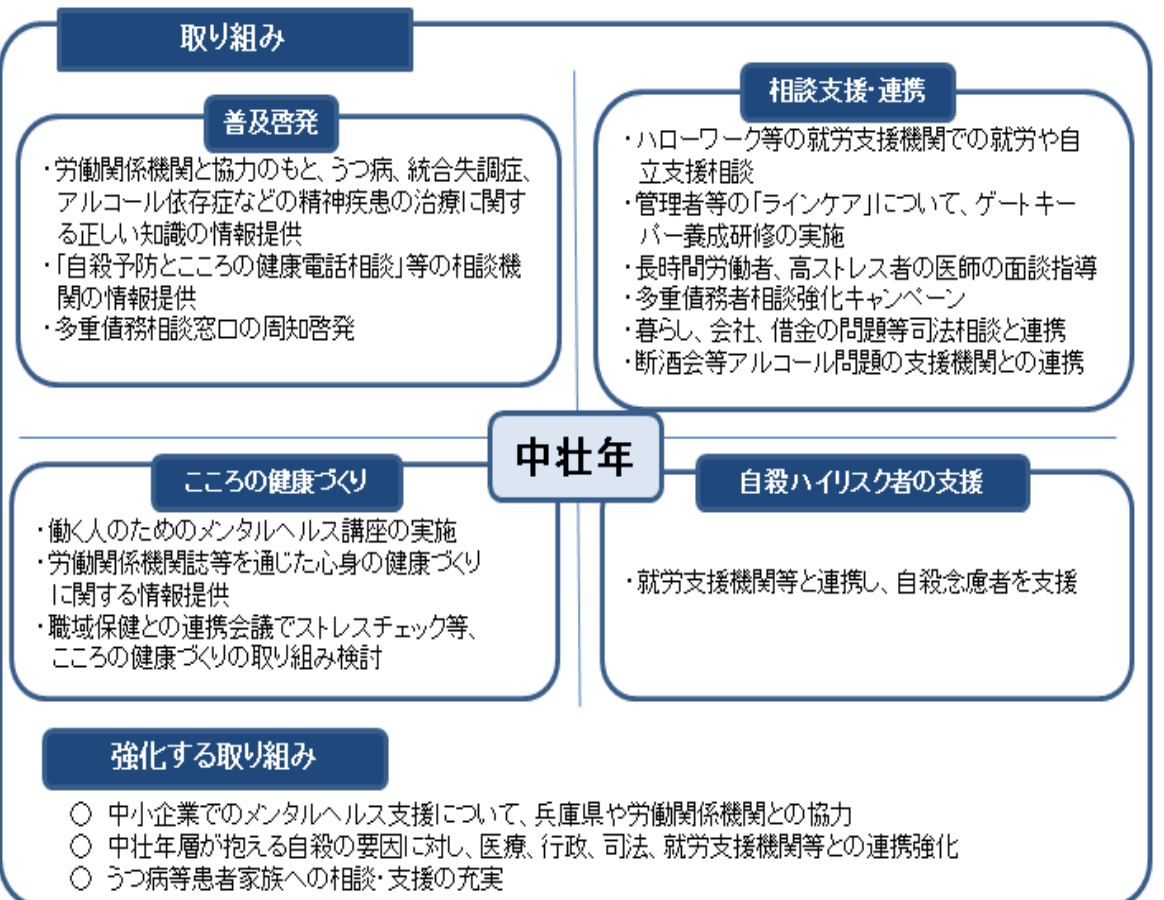 取り組み
普及啓発
・労働関係機関と協力のもと、うつ病、統合失調症、
アルコール依存症などの精神疾患の治療に関す
る正しい知識の情報提供
・「自殺予防とこころの健康電話相談」等の相談機
関の情報提供
・多重債務相談窓口の周知啓発
相談支援・連携
・ハローワーク等の就労支援機関での就労や自
立支援相談
・管理者等の「ラインケア」について、ゲートキー
パー養成研修の実施
・長時間労働者、高ストレス者の医師の面談指導
・多重債務者相談強化キャンペーン
・暮らし、会社、借金の問題等司法相談と連携
・断酒会等アルコール問題の支援機関との連携
中壮年
こころの健康づくり
・働く人のためのメンタルヘルス講座の実施
・労働関係機関誌等を通じた心身の健康づくり
に関する情報提供
・職域保健との連携会議でストレスチェック等、
こころの健康づくりの取り組み検討
自殺ハイリスク者の支援
・就労支援機関等と連携し、自殺念慮者を支援
強化する取り組み
○ 中小企業でのメンタルヘルス支援について、兵庫県や労働関係機関との協力
○ 中壮年層が抱える自殺の要因に対し、医療、行政、司法、就労支援機関等との連携強化
○ うつ病等患者家族への相談・支援の充実